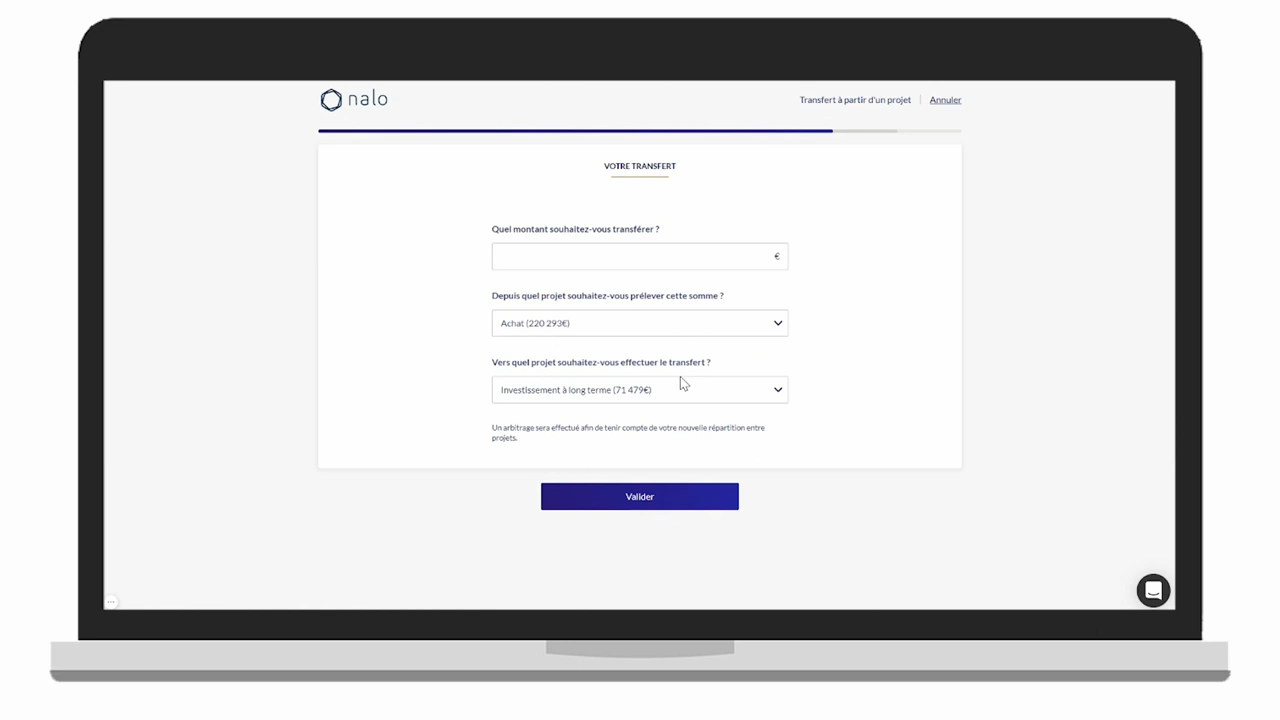 nalo
Transfert à partir d'un projet
Annuler
VOTRE TRANSFERT
Quel montant souhaitez-vous transférer ?
€
Depuis quel projet souhaitez-vous prélever cette somme ?
Achat (220 293€)
Vers quel projet souhaitez-vous effectuer le transfert ?
Investissement à long terme (71 479€)
Un arbitrage sera effectué afin de tenir compte de votre nouvelle répartition entre
projets.
Valider